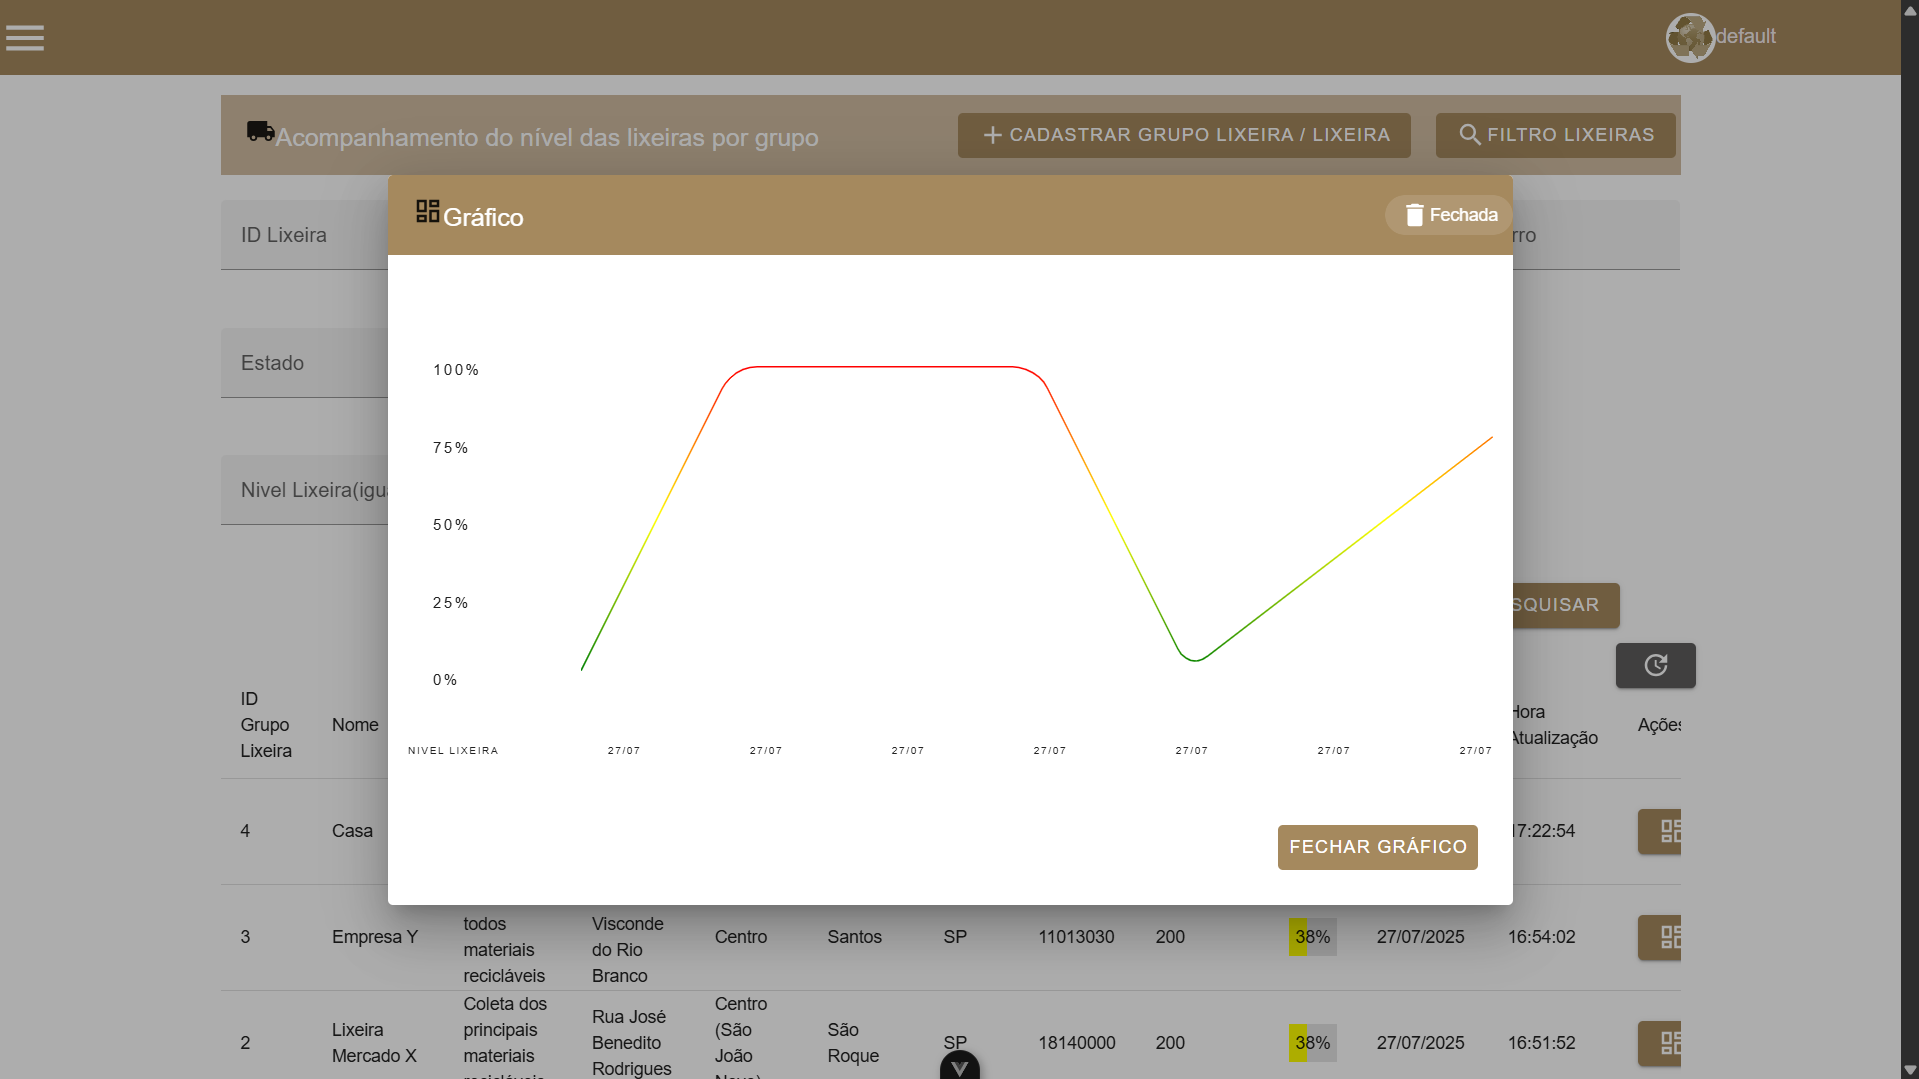 default
Acompanhamento do nível das lixeiras por grupo
CADASTRAR GRUPO LIXEIRA / LIXEIRA
FILTRO LIXEIRAS
Gráfico
Fechada
ID Lixeira
rro
Estado
Nivel Lixeira(igu
100%
75%
50%
25%
0%
NIVEL LIXEIRA 27/07 27/07 27/07 27/07 27/07 27/07 27/07
SQUISAR
FECHAR GRÁFICO
ID
Grupo
Lixeira
Nome
Hora
Atualização
Ações
4 Casa 17:22:54
3 Empresa Y
todos
materiais
recicláveis
Visconde
do Rio
Branco
Centro Santos SP 11013030 200 38% 27/07/2025 16:54:02
2
Lixeira
Mercado X
Coleta dos
principais
materiais
recicláveis
Rua José
Benedito
Rodrigues
Centro
(São
João
Novo)
São
Roque
SP 18140000 200 38% 27/07/2025 16:51:52